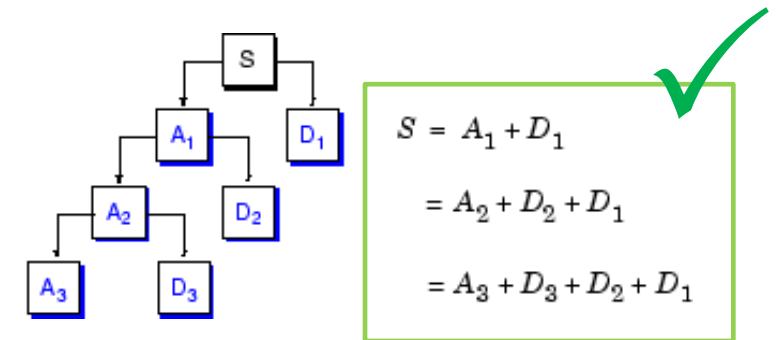 S
A₁ D₁
A₂ D₂
A₃ D₃
S = A₁ + D₁
= A₂ + D₂ + D₁
= A₃ + D₃ + D₂ + D₁